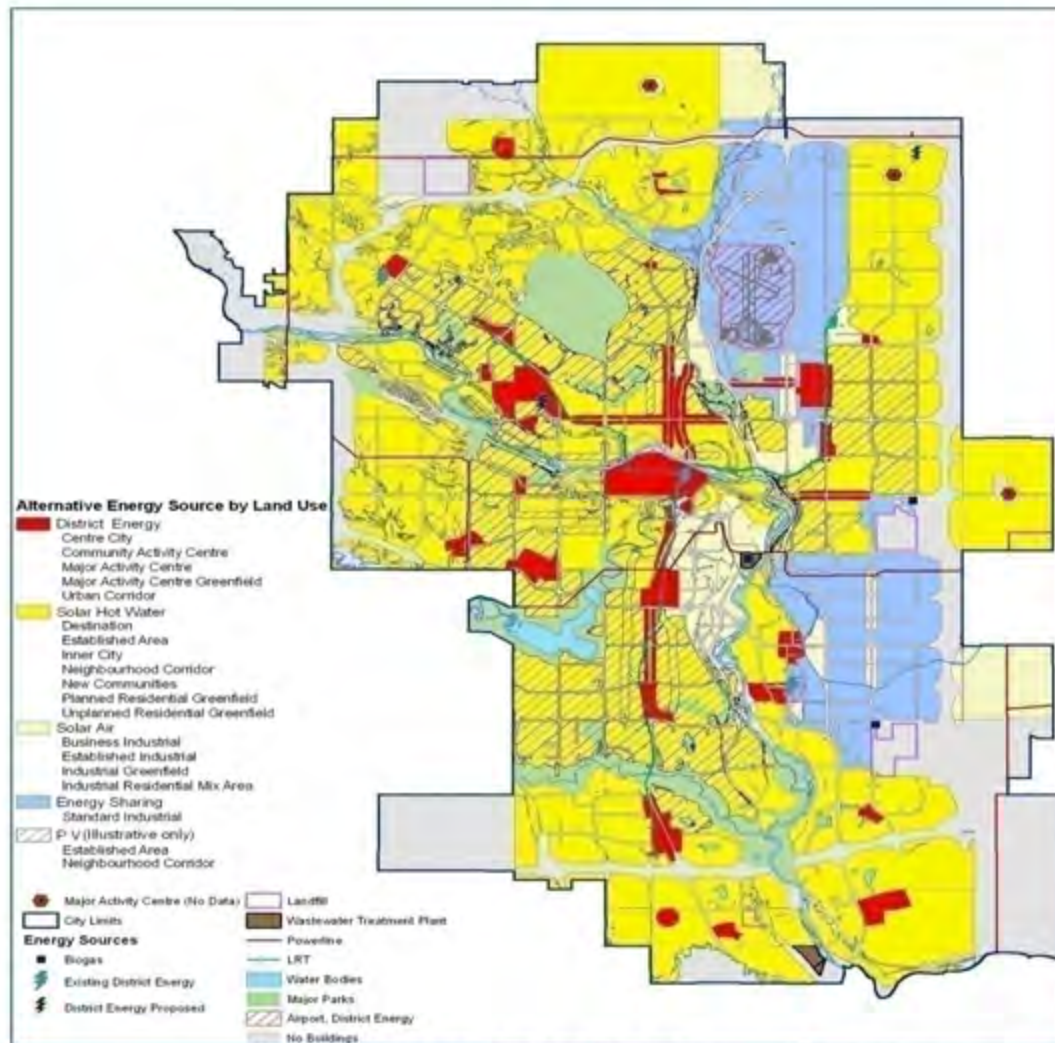 Alternative Energy Source by Land Use
District Energy
Centre City
Community Activity Centre
Major Activity Centre
Major Activity Centre Greenfield
Urban Corridor
Solar Hot Water
Destination
Established Area
Inner City
Neighbourhood Corridor
New Communities
Planned Residential Greenfield
Unplanned Residential Greenfield
Solar Air
Business Industrial
Established Industrial
Industrial Greenfield
Industrial Residential Mix Area
Energy Sharing
Standard Industrial
P V (Illustrative only)
Established Area
Neighbourhood Corridor
Major Activity Centre (No Data)
City Limits
Energy Sources
Biogas
Existing District Energy
District Energy Proposed
Landfill
Wastewater Treatment Plant
Powerline
LRT
Water Bodies
Major Parks
Airport, District Energy
No Buildings